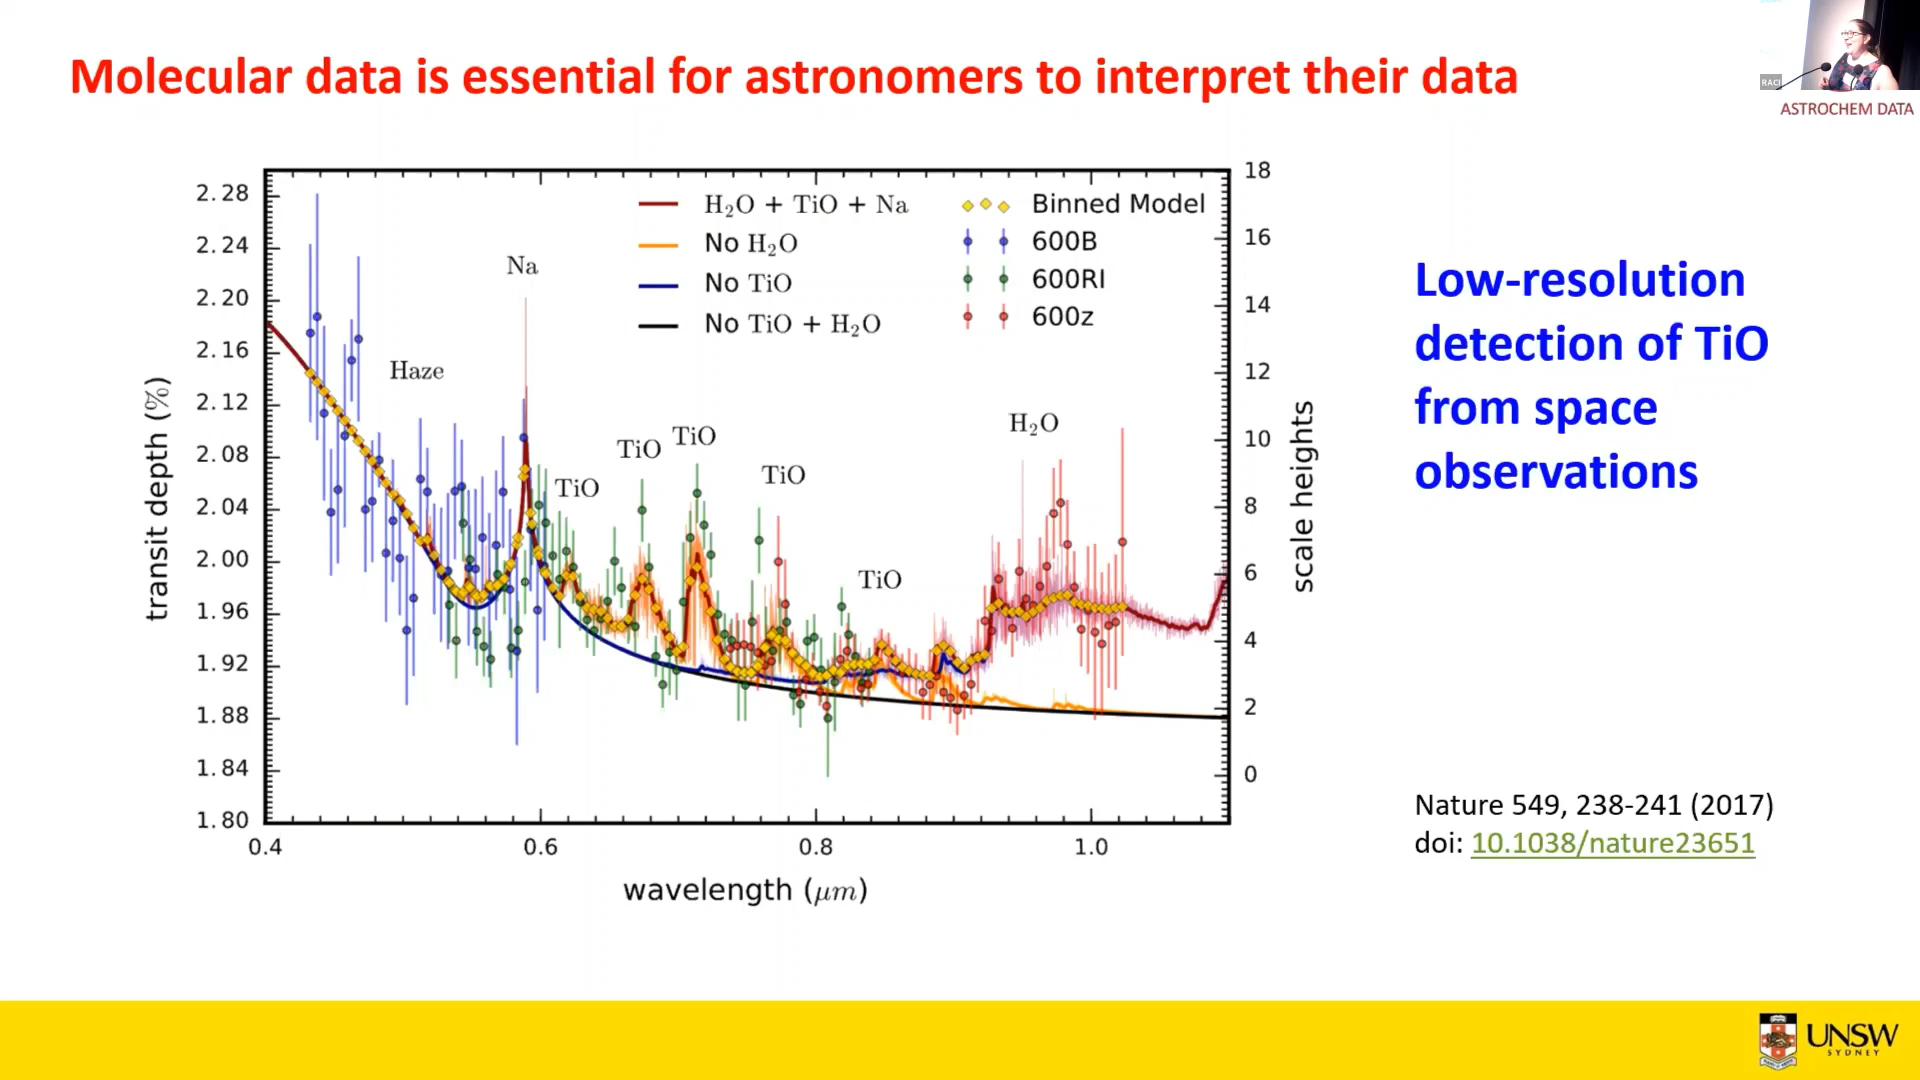 Molecular data is essential for astronomers to interpret their data
RACI
ASTROCHEM DATA
H₂O + TiO + Na
No H₂O
No TiO
No TiO + H₂O
Binned Model
600B
600RI
600z
Haze
Na
TiO
TiO
TiO
TiO
TiO
H₂O
2.28
2.24
2.20
2.16
2.12
2.08
2.04
2.00
1.96
1.92
1.88
1.84
1.80
transit depth (%)
18
16
14
12
10
8
6
4
2
0
scale heights
0.4
0.6
0.8
1.0
wavelength (μm)
Low-resolution
detection of TiO
from space
observations
Nature 549, 238-241 (2017)
doi: 10.1038/nature23651
UNSW
SYDNEY